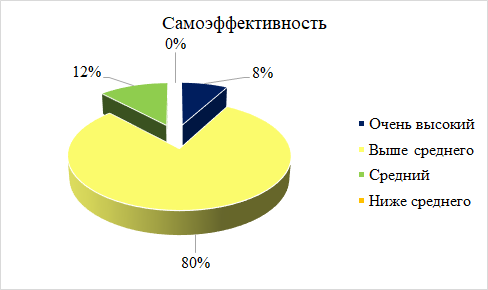 Самоэффективность
0%
12%
8%
Очень высокий
Выше среднего
Средний
Ниже среднего
80%